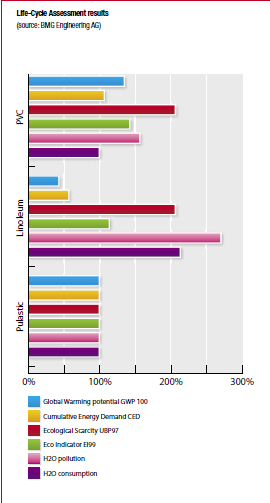 Life-Cycle Assessment results
(source: BMG Engineering AG)
PVC
Linoleum
Pulastic
0% 100% 200% 300%
Global Warming potential GWP 100
Cumulative Energy Demand CED
Ecological Scarcity UBP97
Eco Indicator EI99
H2O pollution
H2O consumption